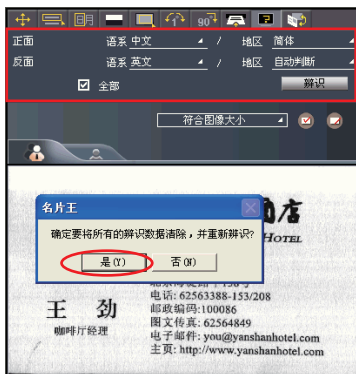 90°
正面 语系 中文 / 地区 简体
反面 语系 英文 / 地区 自动判断
全部 辨识
符合图像大小
名片王
确定要将所有的辨识数据清除，并重新辨识?
是(Y) 否(N)
店
HOTEL
王 劲
咖啡厅经理
电话: 62563388-153/208
邮政编码:100086
图文传真: 62564849
电子邮件: you@yanshanhotel.com
主页: http://www.yanshanhotel.com